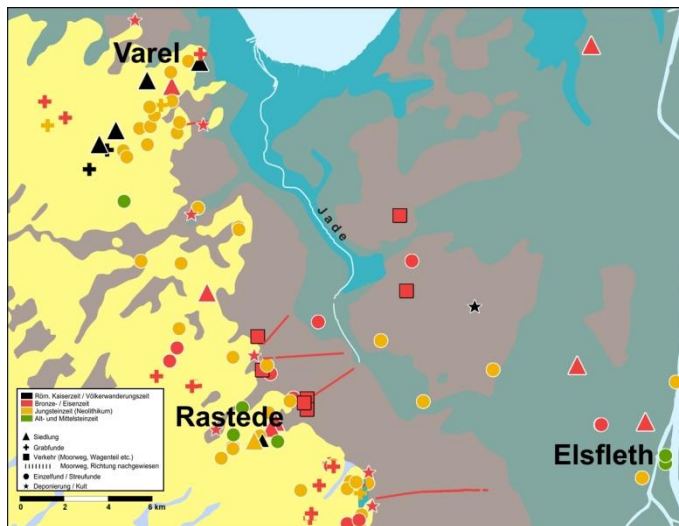 Varel
Jade
Rastede
Elsfleth
Röm. Kaiserzeit / Völkerwanderungszeit
Bronze- / Eisenzeit
Jungsteinzeit (Neolithikum)
Alt- und Mittelsteinzeit
Siedlung
Grabfunde
Verkehr (Moorweg, Wagenteil etc.)
Moorweg, Richtung nachgewiesen
Einzelfund / Streufunde
Deponierung / Kult
0 2 4 6 km